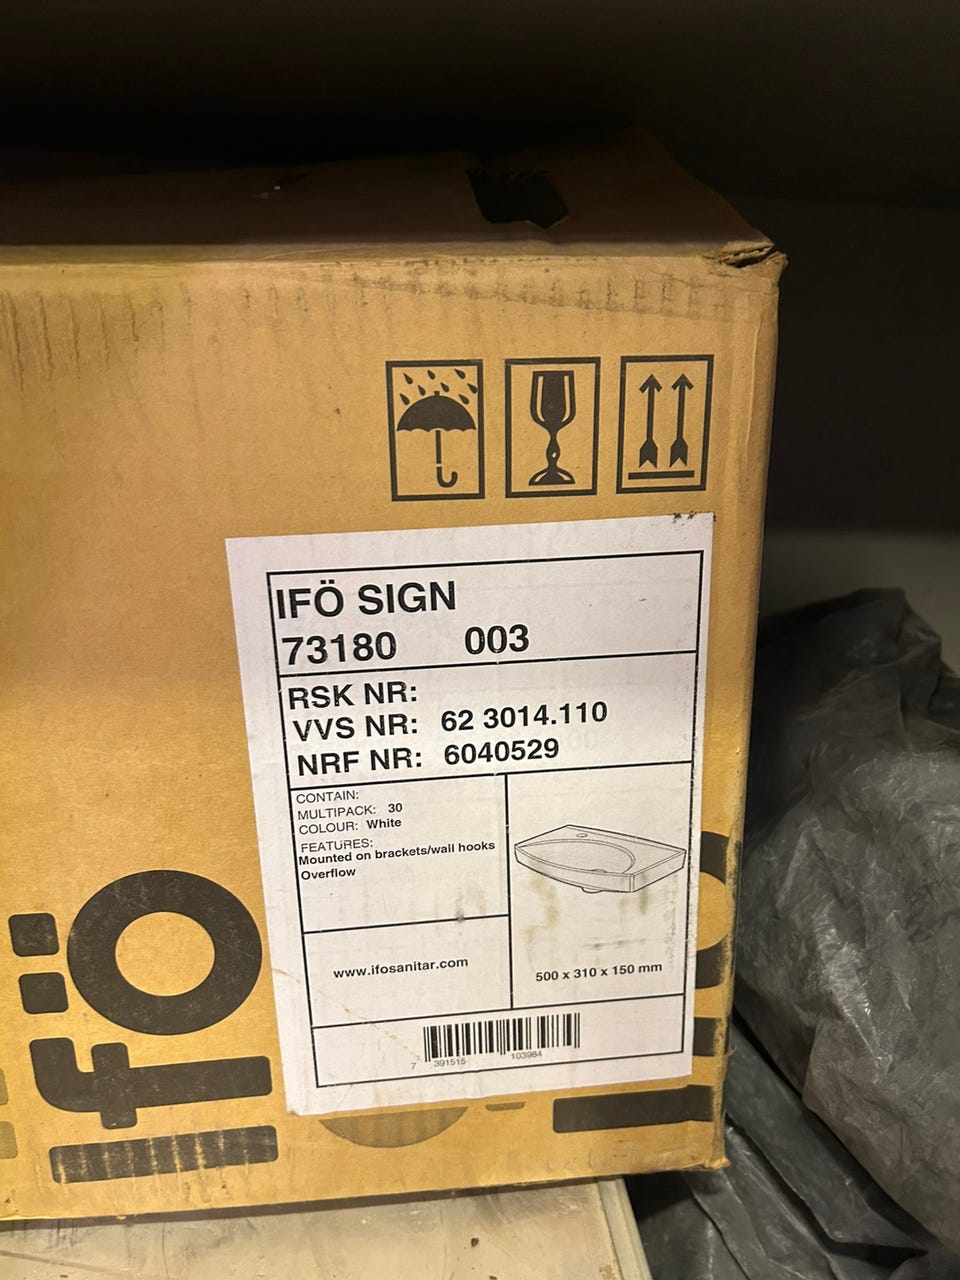 IFÖ SIGN
73180 003
RSK NR:
VVS NR: 62 3014.110
NRF NR: 6040529
CONTAIN:
MULTIPACK: 30
COLOUR: White
FEATURES:
Mounted on brackets/wall hooks
Overflow
www.ifosanitar.com
500 x 310 x 150 mm
7 391515 103984
Ifö